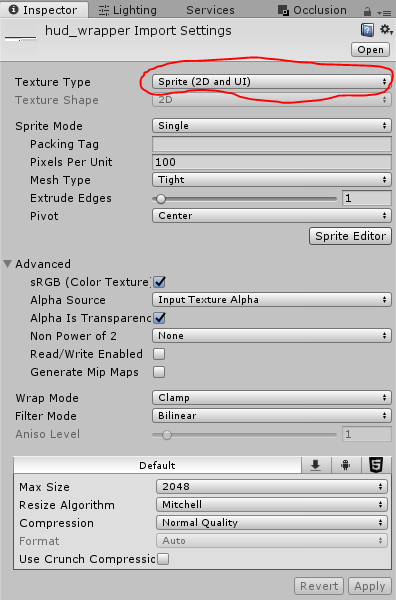 Inspector Lighting Services Occlusion
hud_wrapper Import Settings
Open
Texture Type Sprite (2D and UI)
Texture Shape 2D
Sprite Mode Single
Packing Tag
Pixels Per Unit 100
Mesh Type Tight
Extrude Edges 1
Pivot Center
Sprite Editor
Advanced
sRGB (Color Texture)
Alpha Source Input Texture Alpha
Alpha Is Transparenc
Non Power of 2 None
Read/Write Enabled
Generate Mip Maps
Wrap Mode Clamp
Filter Mode Bilinear
Aniso Level 1
Default
Max Size 2048
Resize Algorithm Mitchell
Compression Normal Quality
Format Auto
Use Crunch Compressio
Revert Apply